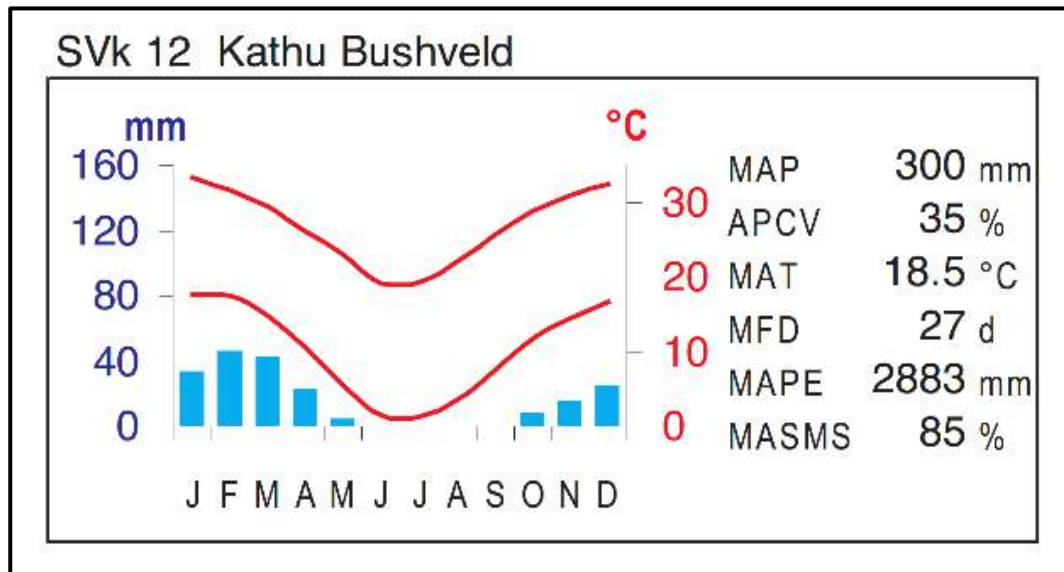 SVk 12 Kathu Bushveld
mm
°C
160
120
80
40
0
30
20
10
0
J F M A M J J A S O N D
MAP 300 mm
APCV 35 %
MAT 18.5 °C
MFD 27 d
MAPE 2883 mm
MASMS 85 %